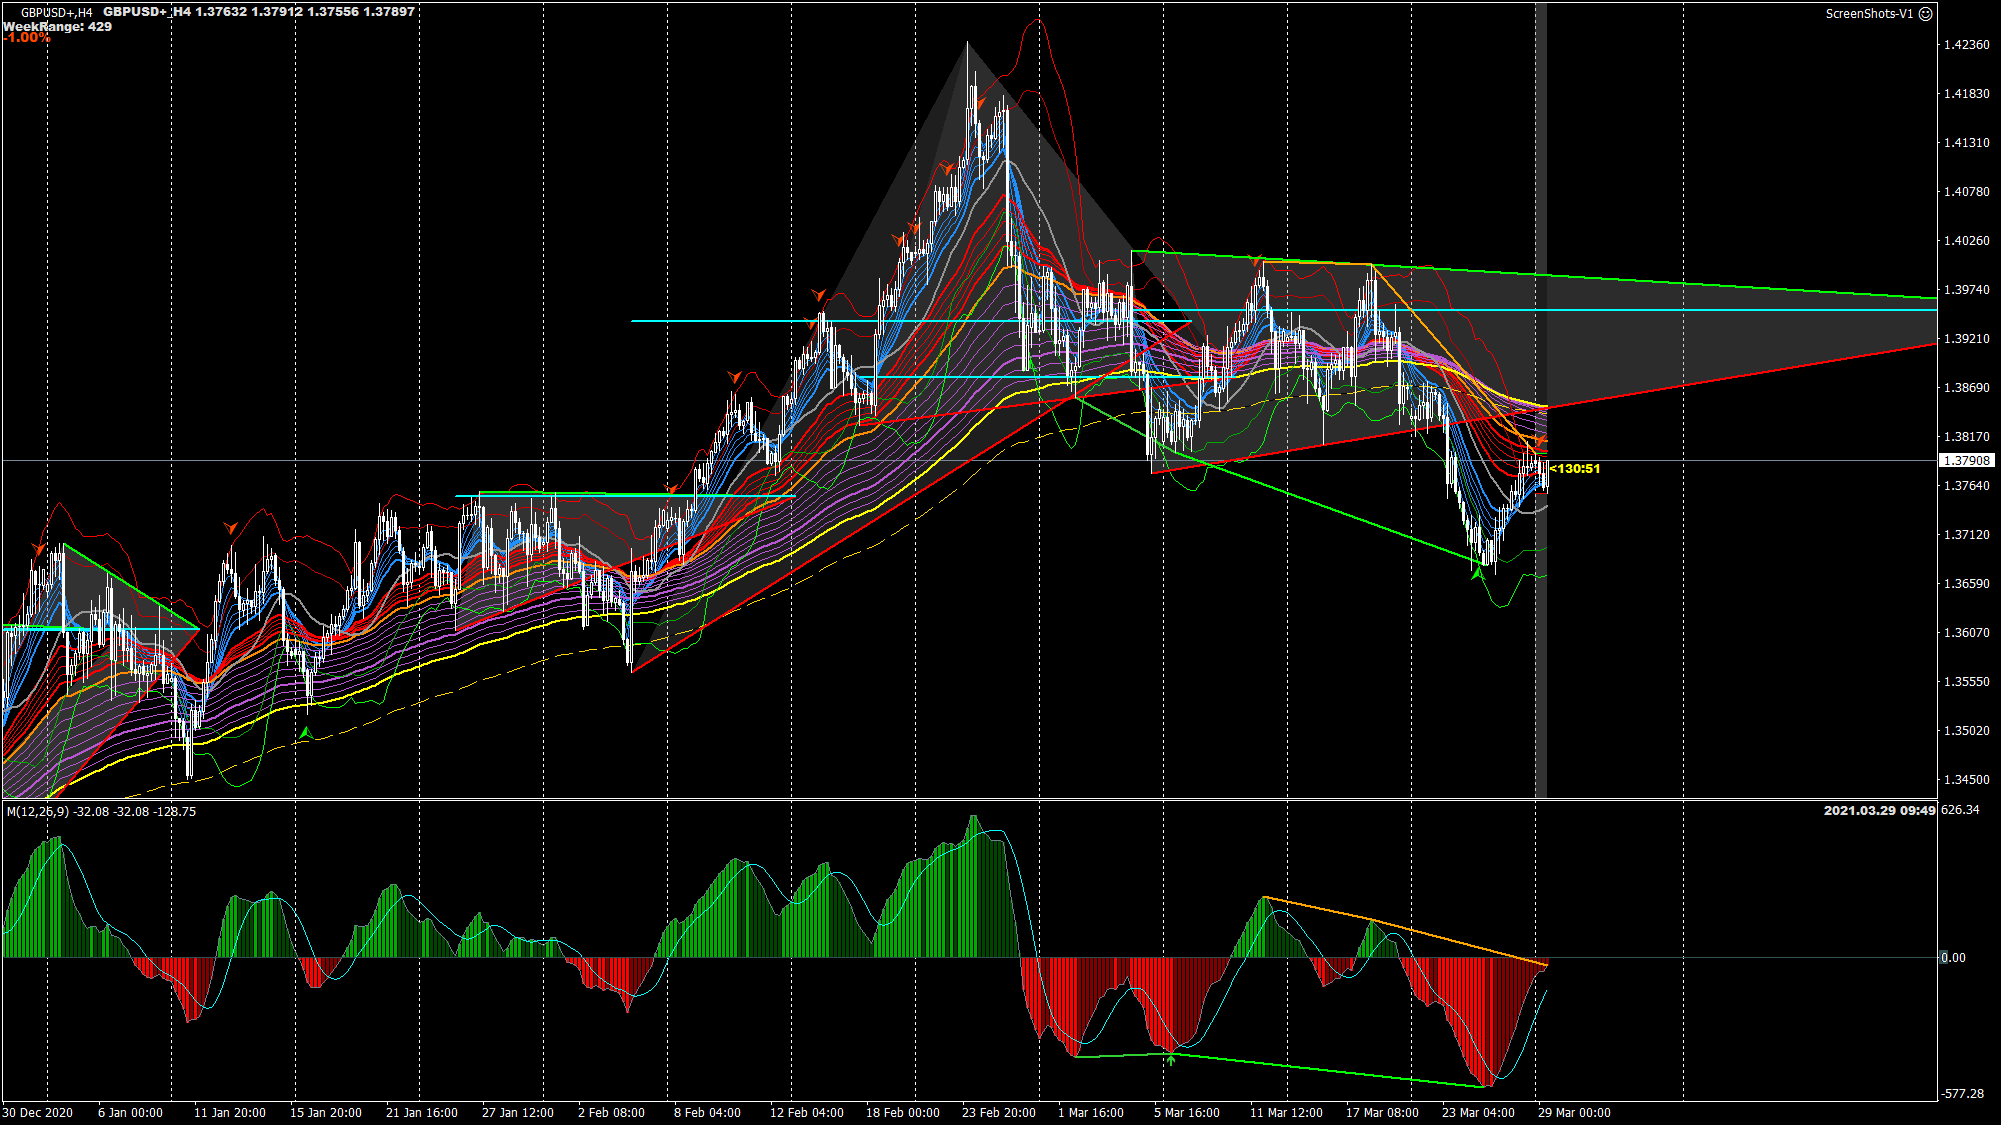 GBPUSD+,H4 GBPUSD+_H4 1.37632 1.37912 1.37556 1.37897
ScreenShots-V1
WeekRange: 429
-1.00%
1.42360
1.41830
1.41310
1.40780
1.40260
1.39740
1.39210
1.38690
1.38170
1.37908
<130:51
1.37640
1.37120
1.36590
1.36070
1.35550
1.35020
1.34500
M(12,26,9) -32.08 -32.08 -128.75
2021.03.29 09:49
626.34
0.00
-577.28
30 Dec 2020
6 Jan 00:00
11 Jan 20:00
15 Jan 20:00
21 Jan 16:00
27 Jan 12:00
2 Feb 08:00
8 Feb 04:00
12 Feb 04:00
18 Feb 00:00
23 Feb 20:00
1 Mar 16:00
5 Mar 16:00
11 Mar 12:00
17 Mar 08:00
23 Mar 04:00
29 Mar 00:00